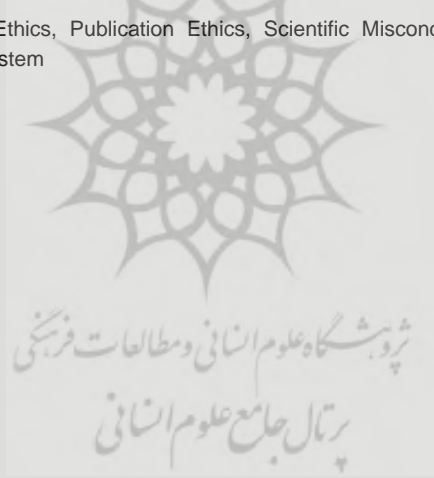 Ethics, Publication Ethics, Scientific Miscond
stem
پژوهشگاه علوم انسانی و مطالعات فرهنگی
پرتال جامع علوم انسانی